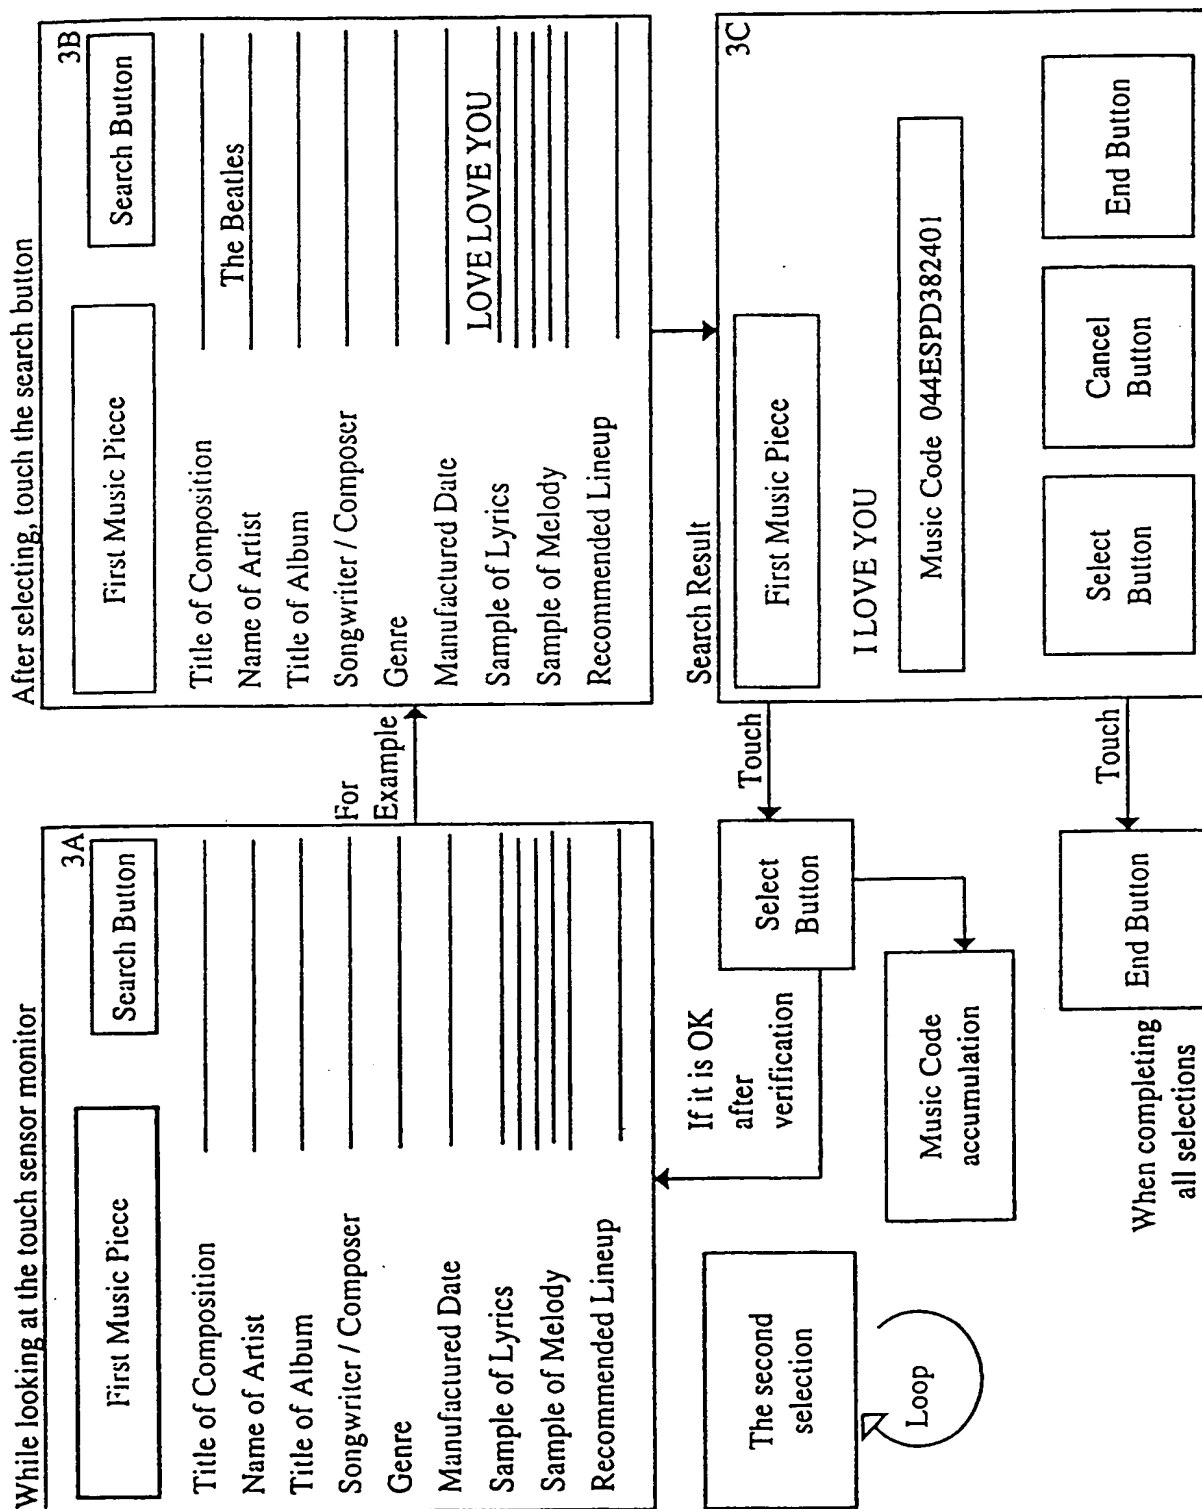 While looking at the touch sensor monitor
3A
First Music Piece
Search Button
Title of Composition
Name of Artist
Title of Album
Songwriter / Composer
Genre
Manufactured Date
Sample of Lyrics
Sample of Melody
Recommended Lineup
For
Example
After selecting, touch the search button
3B
First Music Piece
Search Button
Title of Composition
Name of Artist The Beatles
Title of Album
Songwriter / Composer
Genre
Manufactured Date
Sample of Lyrics LOVE LOVE YOU
Sample of Melody
Recommended Lineup
Search Result
3C
First Music Piece
I LOVE YOU
Music Code 044ESPD382401
Select
Button
Cancel
Button
End Button
Touch
Select
Button
If it is OK
after
verification
Music Code
accumulation
The second
selection
Loop
Touch
End Button
When completing
all selections